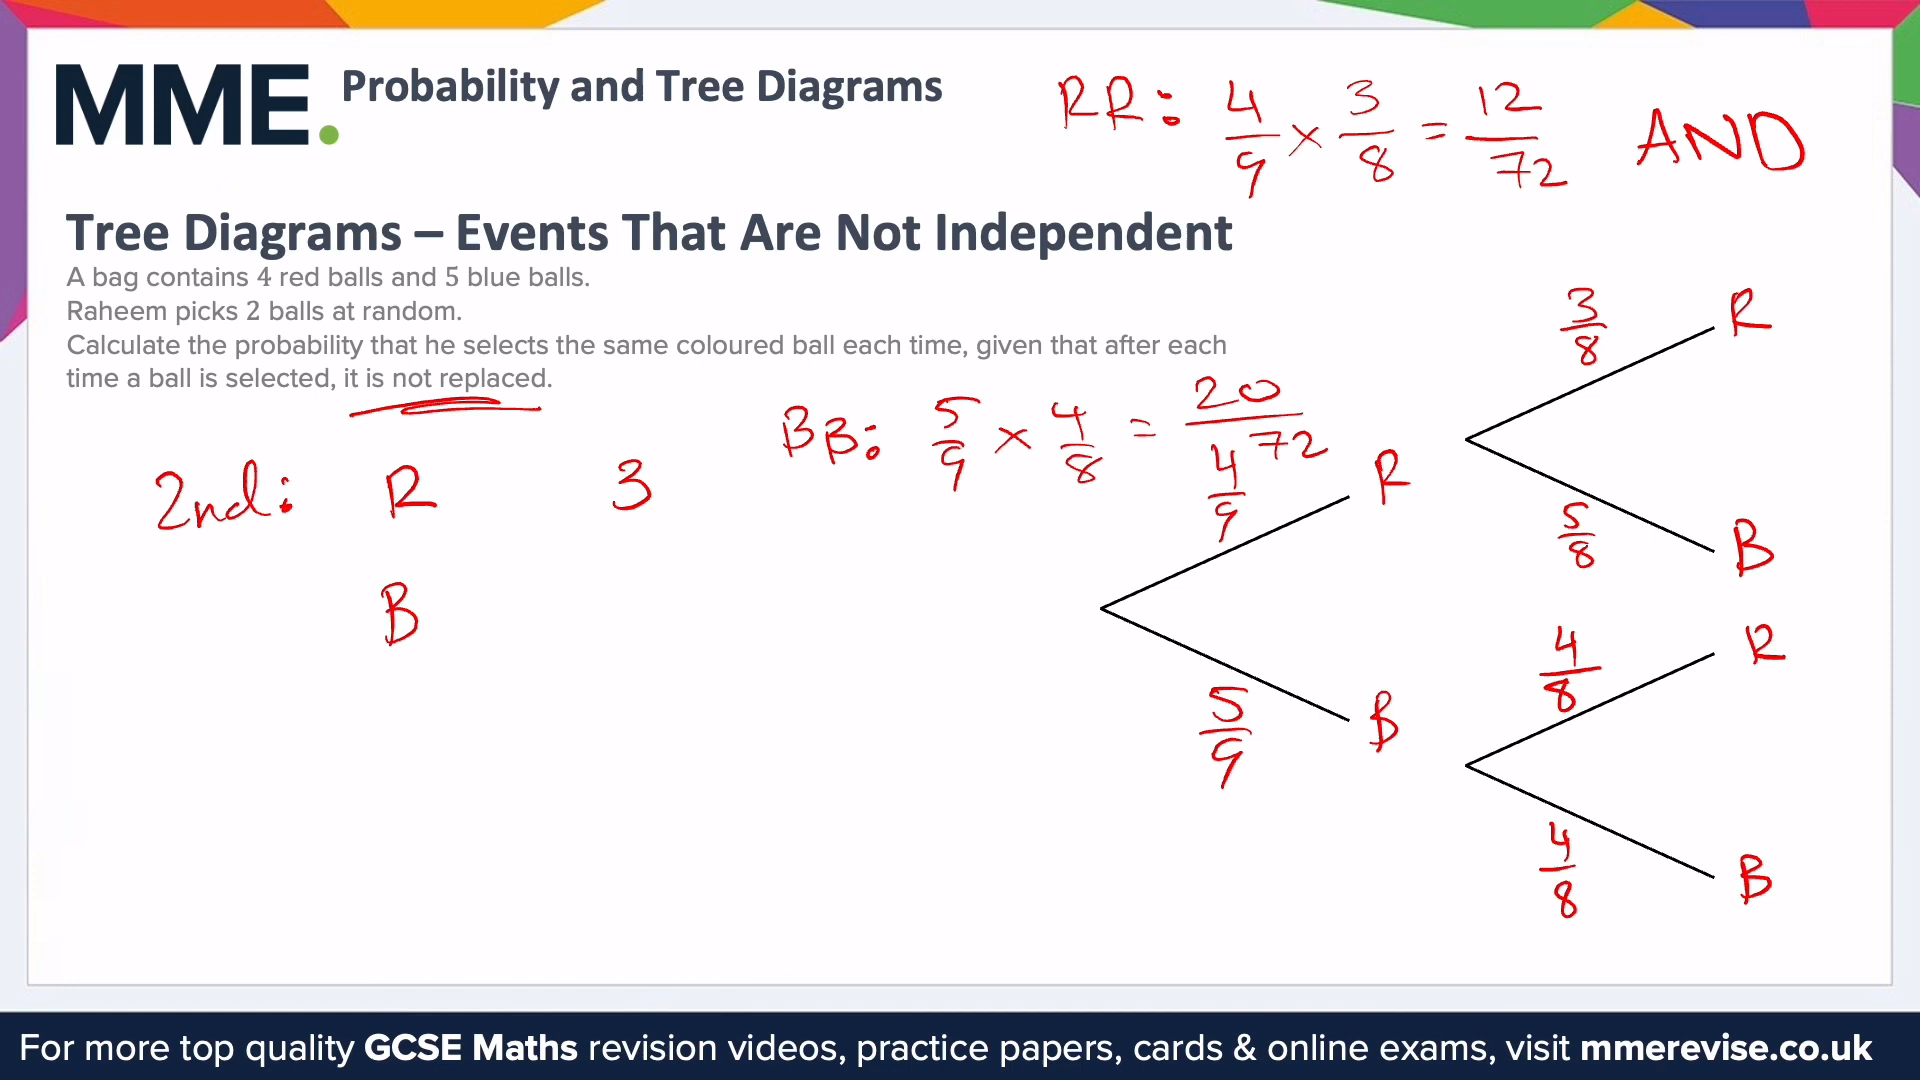 MME. Probability and Tree Diagrams
RR: 4/9 × 3/8 = 12/72 AND
Tree Diagrams – Events That Are Not Independent
A bag contains 4 red balls and 5 blue balls.
Raheem picks 2 balls at random.
Calculate the probability that he selects the same coloured ball each time, given that after each
time a ball is selected, it is not replaced.
BB: 5/9 × 4/8 = 20/72
2nd: R 3
B
4/9 R
5/9 B
3/8 R
5/8 B
4/8 R
4/8 B
For more top quality GCSE Maths revision videos, practice papers, cards & online exams, visit mmerevise.co.uk